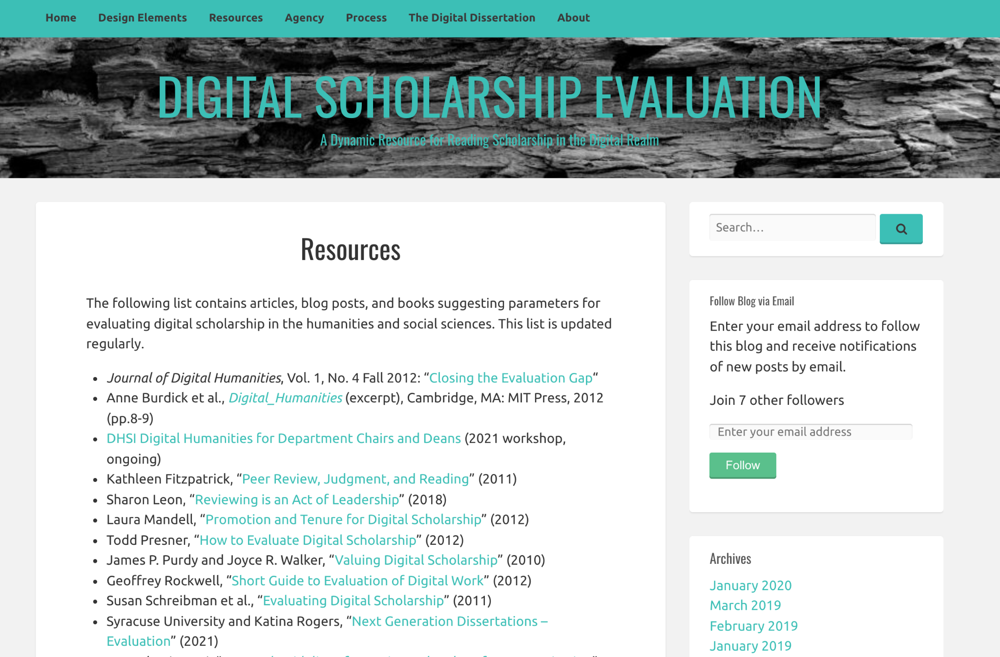 Home Design Elements Resources Agency Process The Digital Dissertation About
DIGITAL SCHOLARSHIP EVALUATION
A Dynamic Resource for Reading Scholarship in the Digital Realm
Resources
The following list contains articles, blog posts, and books suggesting parameters for
evaluating digital scholarship in the humanities and social sciences. This list is updated
regularly.
• Journal of Digital Humanities, Vol. 1, No. 4 Fall 2012: “Closing the Evaluation Gap“
• Anne Burdick et al., Digital_Humanities (excerpt), Cambridge, MA: MIT Press, 2012
(pp.8-9)
• DHSI Digital Humanities for Department Chairs and Deans (2021 workshop,
ongoing)
• Kathleen Fitzpatrick, “Peer Review, Judgment, and Reading” (2011)
• Sharon Leon, “Reviewing is an Act of Leadership” (2018)
• Laura Mandell, “Promotion and Tenure for Digital Scholarship” (2012)
• Todd Presner, “How to Evaluate Digital Scholarship” (2012)
• James P. Purdy and Joyce R. Walker, “Valuing Digital Scholarship” (2010)
• Geoffrey Rockwell, “Short Guide to Evaluation of Digital Work” (2012)
• Susan Schreibman et al., “Evaluating Digital Scholarship” (2011)
• Syracuse University and Katina Rogers, “Next Generation Dissertations –
Evaluation” (2021)
Search…
Follow Blog via Email
Enter your email address to follow
this blog and receive notifications
of new posts by email.
Join 7 other followers
Enter your email address
Follow
Archives
January 2020
March 2019
February 2019
January 2019